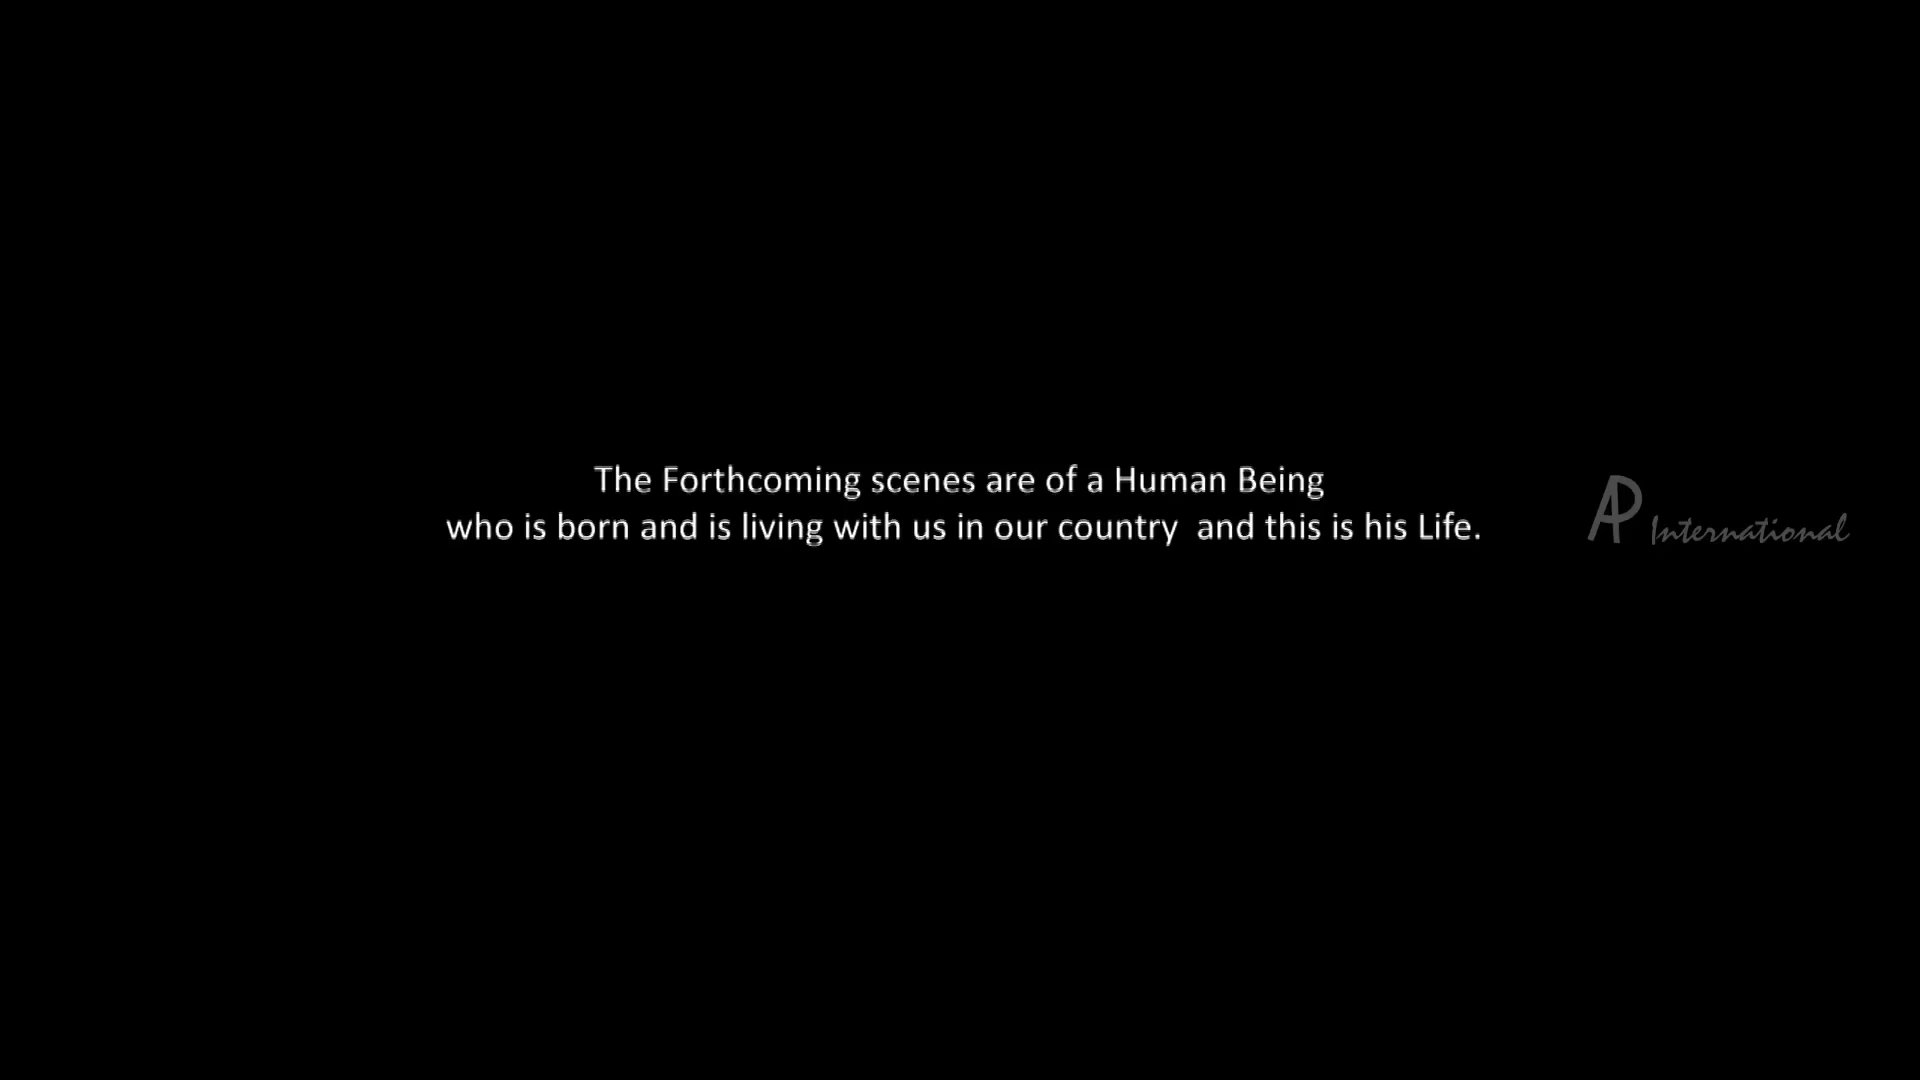 The Forthcoming scenes are of a Human Being
who is born and is living with us in our country  and this is his Life.
AP International